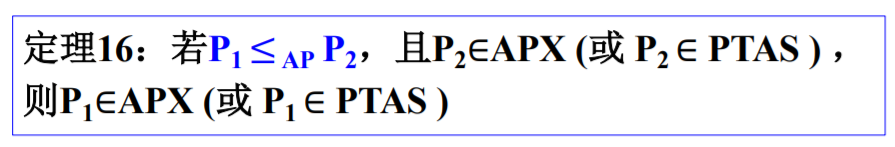 定理16：若P₁ ≤ AP P₂，且P₂∈APX (或 P₂ ∈ PTAS )，
则P₁∈APX (或 P₁ ∈ PTAS )